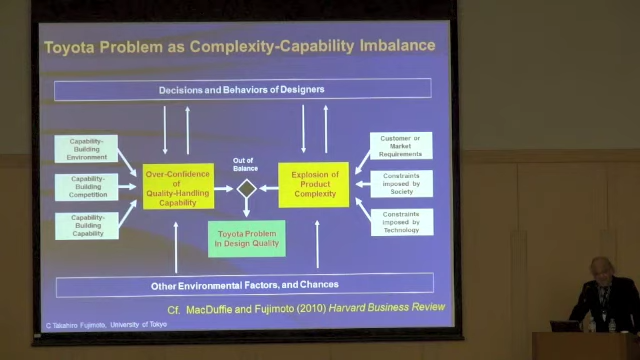 Toyota Problem as Complexity-Capability Imbalance
Decisions and Behaviors of Designers
Capability-
Building
Environment
Capability-
Building
Competition
Capability-
Building
Capability
Over-Confidence
of
Quality-Handling
Capability
Out of
Balance
Explosion of
Product
Complexity
Customer or
Market
Requirements
Constraints
imposed by
Society
Constraints
imposed by
Technology
Toyota Problem
In Design Quality
Other Environmental Factors, and Chances
Cf. MacDuffie and Fujimoto (2010) Harvard Business Review
C Takahiro Fujimoto, University of Tokyo